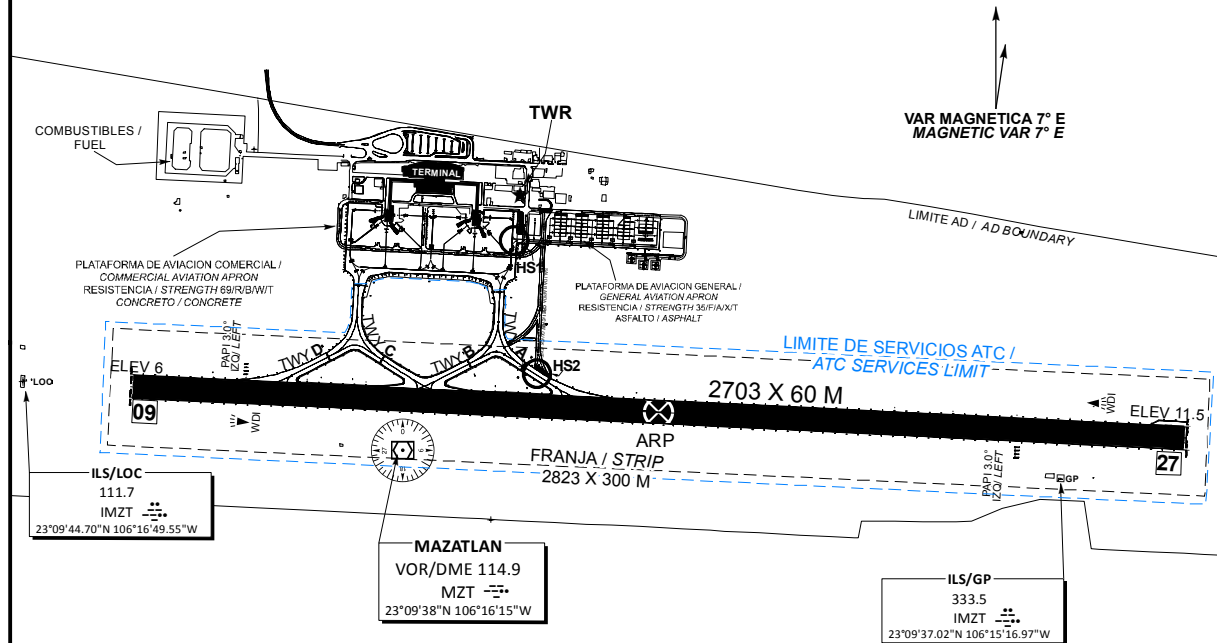 TWR
VAR MAGNETICA 7° E
MAGNETIC VAR 7° E
COMBUSTIBLES /
FUEL
TERMINAL
LIMITE AD / AD BOUNDARY
HS1
PLATAFORMA DE AVIACION COMERCIAL /
COMMERCIAL AVIATION APRON
RESISTENCIA / STRENGTH 69/R/B/W/T
CONCRETO / CONCRETE
PLATAFORMA DE AVIACION GENERAL /
GENERAL AVIATION APRON
RESISTENCIA / STRENGTH 35/F/A/X/T
ASFALTO / ASPHALT
LIMITE DE SERVICIOS ATC /
ATC SERVICES LIMIT
PAPI 3.0°
IZQ/ LEFT
TWY D
TWY C
TWY B
TWY A
HS2
LOC
ELEV 6
09
WDI
2703 X 60 M
ARP
WDI
ELEV 11.5
27
FRANJA / STRIP
2823 X 300 M
PAPI 3.0°
IZQ/ LEFT
GP
ILS/LOC
111.7
IMZT
23°09'44.70"N 106°16'49.55"W
MAZATLAN
VOR/DME 114.9
MZT
23°09'38"N 106°16'15"W
ILS/GP
333.5
IMZT
23°09'37.02"N 106°15'16.97"W